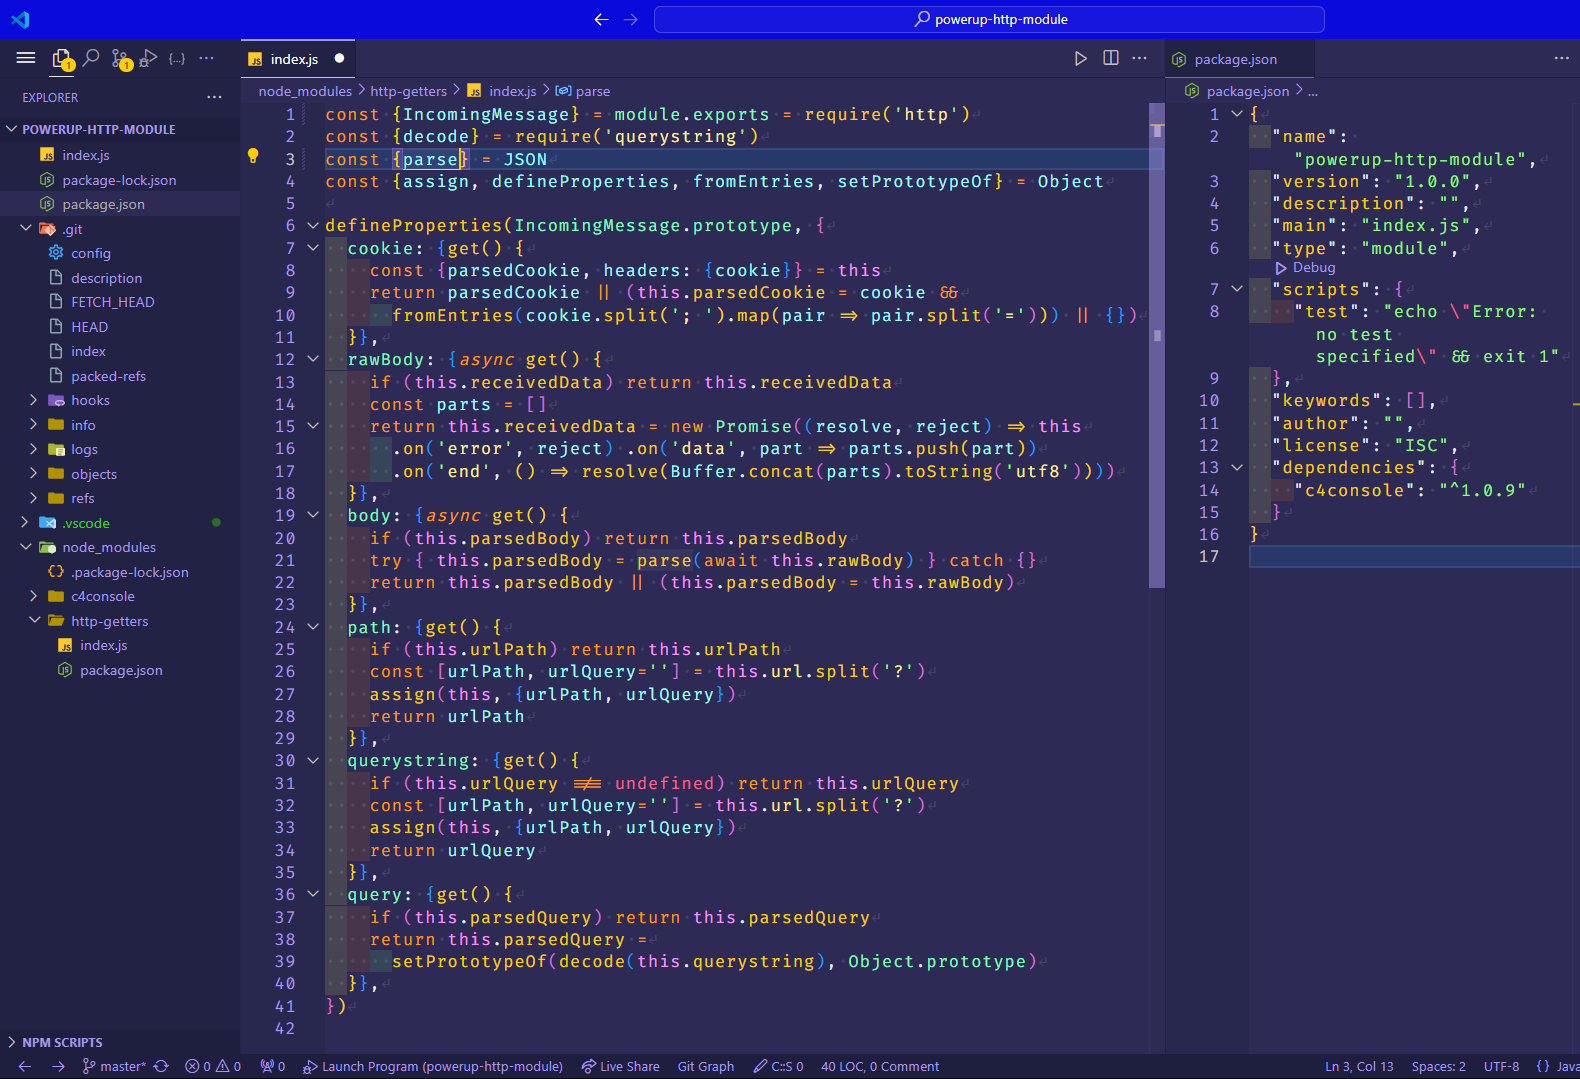 powerup-http-module
index.js
package.json
EXPLORER
POWERUP-HTTP-MODULE
index.js
package-lock.json
package.json
.git
config
description
FETCH_HEAD
HEAD
index
packed-refs
hooks
info
logs
objects
refs
.vscode
node_modules
.package-lock.json
c4console
http-getters
index.js
package.json
NPM SCRIPTS
node_modules > http-getters > index.js > parse
1 const {IncomingMessage} = module.exports = require('http')
2 const {decode} = require('querystring')
3 const {parse} = JSON
4 const {assign, defineProperties, fromEntries, setPrototypeOf} = Object
5
6 defineProperties(IncomingMessage.prototype, {
7 cookie: {get() {
8 const {parsedCookie, headers: {cookie}} = this
9 return parsedCookie || (this.parsedCookie = cookie &&
10 fromEntries(cookie.split('; ').map(pair => pair.split('='))) || {})
11 }},
12 rawBody: {async get() {
13 if (this.receivedData) return this.receivedData
14 const parts = []
15 return this.receivedData = new Promise((resolve, reject) => this
16 .on('error', reject) .on('data', part => parts.push(part))
17 .on('end', () => resolve(Buffer.concat(parts).toString('utf8'))))
18 }},
19 body: {async get() {
20 if (this.parsedBody) return this.parsedBody
21 try { this.parsedBody = parse(await this.rawBody) } catch {}
22 return this.parsedBody || (this.parsedBody = this.rawBody)
23 }},
24 path: {get() {
25 if (this.urlPath) return this.urlPath
26 const [urlPath, urlQuery=''] = this.url.split('?')
27 assign(this, {urlPath, urlQuery})
28 return urlPath
29 }},
30 querystring: {get() {
31 if (this.urlQuery !== undefined) return this.urlQuery
32 const [urlPath, urlQuery=''] = this.url.split('?')
33 assign(this, {urlPath, urlQuery})
34 return urlQuery
35 }},
36 query: {get() {
37 if (this.parsedQuery) return this.parsedQuery
38 return this.parsedQuery =
39 setPrototypeOf(decode(this.querystring), Object.prototype)
40 }},
41 })
42
package.json > ...
1 {
2 "name":
"powerup-http-module",
3 "version": "1.0.0",
4 "description": "",
5 "main": "index.js",
6 "type": "module",
Debug
7 "scripts": {
8 "test": "echo \"Error:
no test
specified\" && exit 1"
9 },
10 "keywords": [],
11 "author": "",
12 "license": "ISC",
13 "dependencies": {
14 "c4console": "^1.0.9"
15 }
16 }
17
master* 0 0 0 Launch Program (powerup-http-module) Live Share Git Graph C::S 0 40 LOC, 0 Comment Ln 3, Col 13 Spaces: 2 UTF-8 {} Java